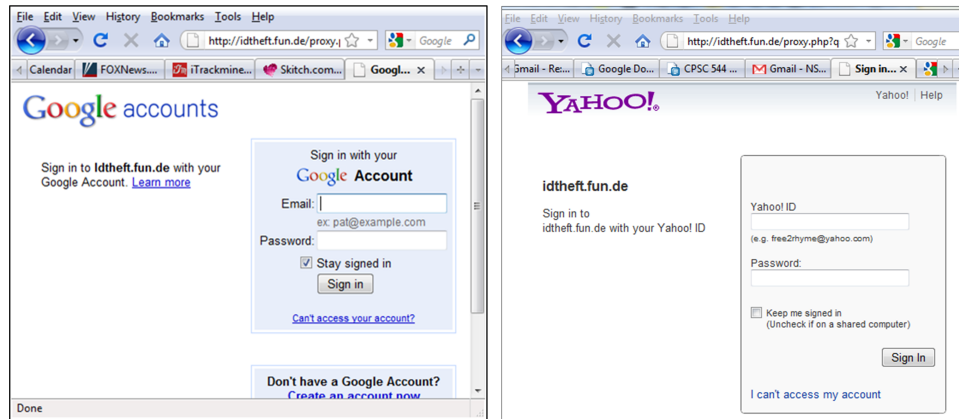 File Edit View History Bookmarks Tools Help
http://idtheft.fun.de/proxy.p
Google
Calendar FOXNews.... iTrackmine... Skitch.com... Googl...
Google accounts
Sign in to Idtheft.fun.de with your
Google Account. Learn more
Sign in with your
Google Account
Email:
ex: pat@example.com
Password:
Stay signed in
Sign in
Can't access your account?
Don't have a Google Account?
Create an account now
Done
File Edit View History Bookmarks Tools Help
http://idtheft.fun.de/proxy.php?q
Google
Gmail - Re:... Google Do... CPSC 544 ... Gmail - NS... Sign in...
YAHOO!
Yahoo! Help
idtheft.fun.de
Sign in to
idtheft.fun.de with your Yahoo! ID
Yahoo! ID
(e.g. free2rhyme@yahoo.com)
Password:
Keep me signed in
(Uncheck if on a shared computer)
Sign In
I can't access my account